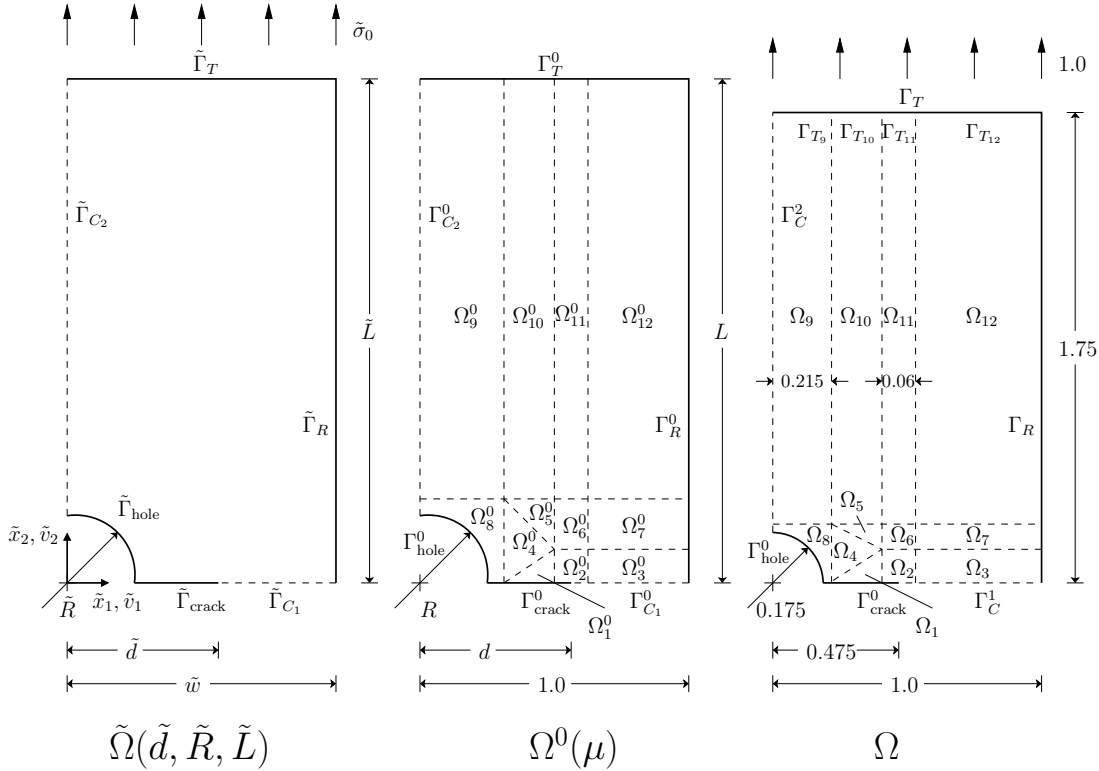 σ̃₀
1.0
Γ̃_T
Γ⁰_T
Γ_T
Γ_{T₉} Γ_{T₁₀} Γ_{T₁₁} Γ_{T₁₂}
Γ̃_{C₂}
Γ⁰_{C₂}
Γ²_C
L̃
Ω⁰₉ Ω⁰₁₀ Ω⁰₁₁ Ω⁰₁₂
L
Ω₉ Ω₁₀ Ω₁₁ Ω₁₂
1.75
0.215 0.06
Γ̃_R
Γ⁰_R
Γ_R
Γ̃_hole
Ω⁰₈ Ω⁰₅ Ω⁰₆ Ω⁰₇
Ω₅
x̃₂, ṽ₂
Γ⁰_hole
Ω⁰₄
Ω₈ Ω₄ Ω₆ Ω₇
Γ⁰_hole
Ω⁰₂ Ω⁰₃
Ω₂ Ω₃
R̃
x̃₁, ṽ₁
Γ̃_crack
Γ̃_{C₁}
R
Γ⁰_crack
Γ⁰_{C₁}
0.175
Γ⁰_crack
Γ¹_C
Ω⁰₁
Ω₁
d̃
d
0.475
w̃
1.0
1.0
Ω̃(d̃, R̃, L̃)
Ω⁰(μ)
Ω